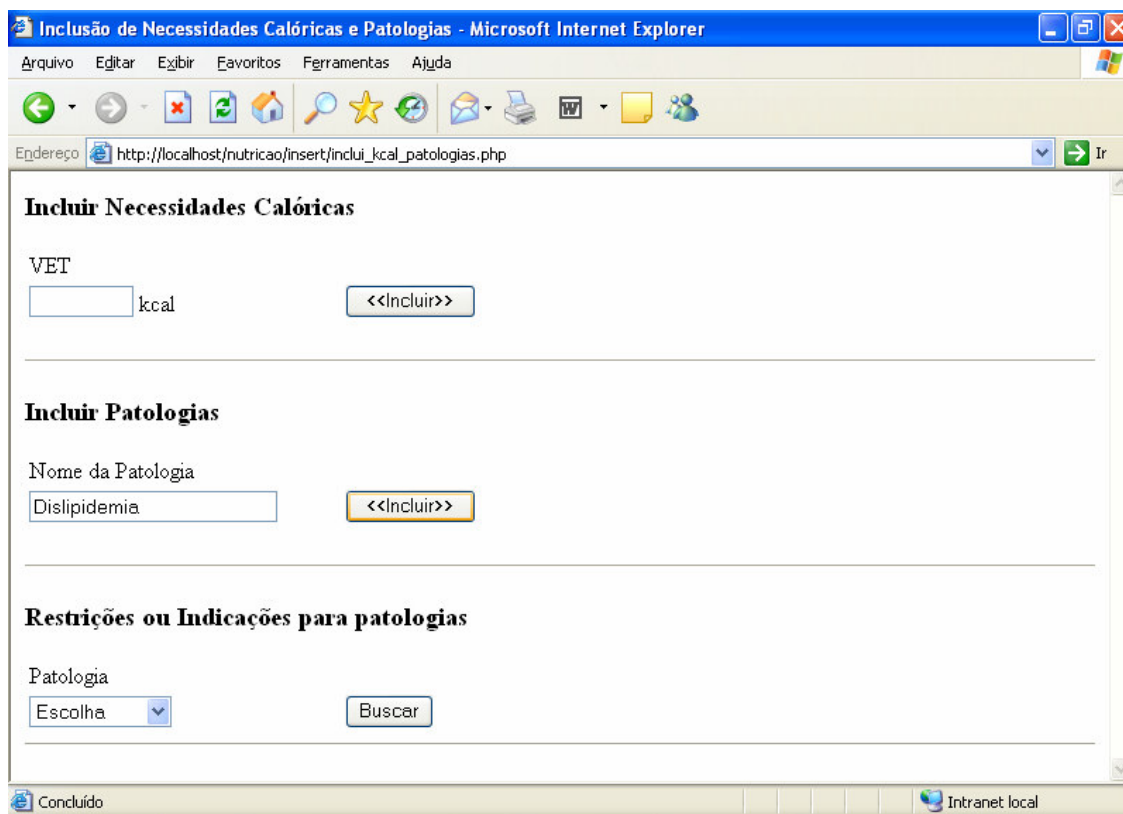 Inclusão de Necessidades Calóricas e Patologias - Microsoft Internet Explorer
Arquivo Editar Exibir Favoritos Ferramentas Ajuda
Endereço http://localhost/nutricao/insert/inclui_kcal_patologias.php Ir
Incluir Necessidades Calóricas
VET
kcal <<Incluir>>
Incluir Patologias
Nome da Patologia
Dislipidemia <<Incluir>>
Restrições ou Indicações para patologias
Patologia
Escolha Buscar
Concluído Intranet local